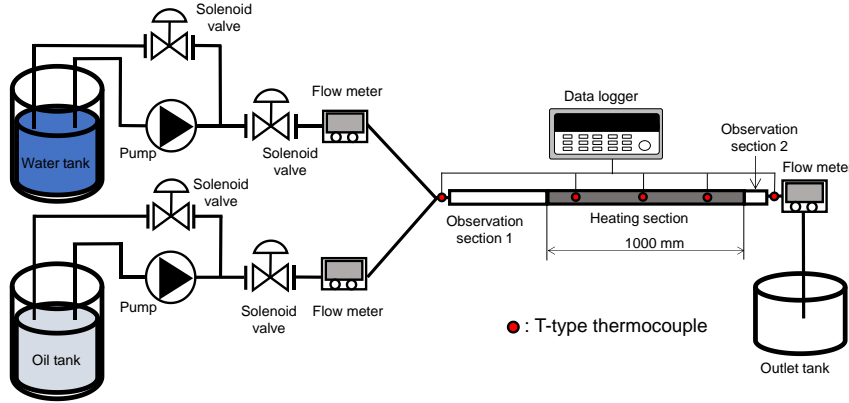 Solenoid
valve
Flow meter
Data logger
Observation
section 2
Water tank
Pump
Solenoid
valve
Flow mete
Solenoid
valve
Observation
section 1
Heating section
1000 mm
Pump
Solenoid
valve
Flow meter
: T-type thermocouple
Oil tank
Outlet tank